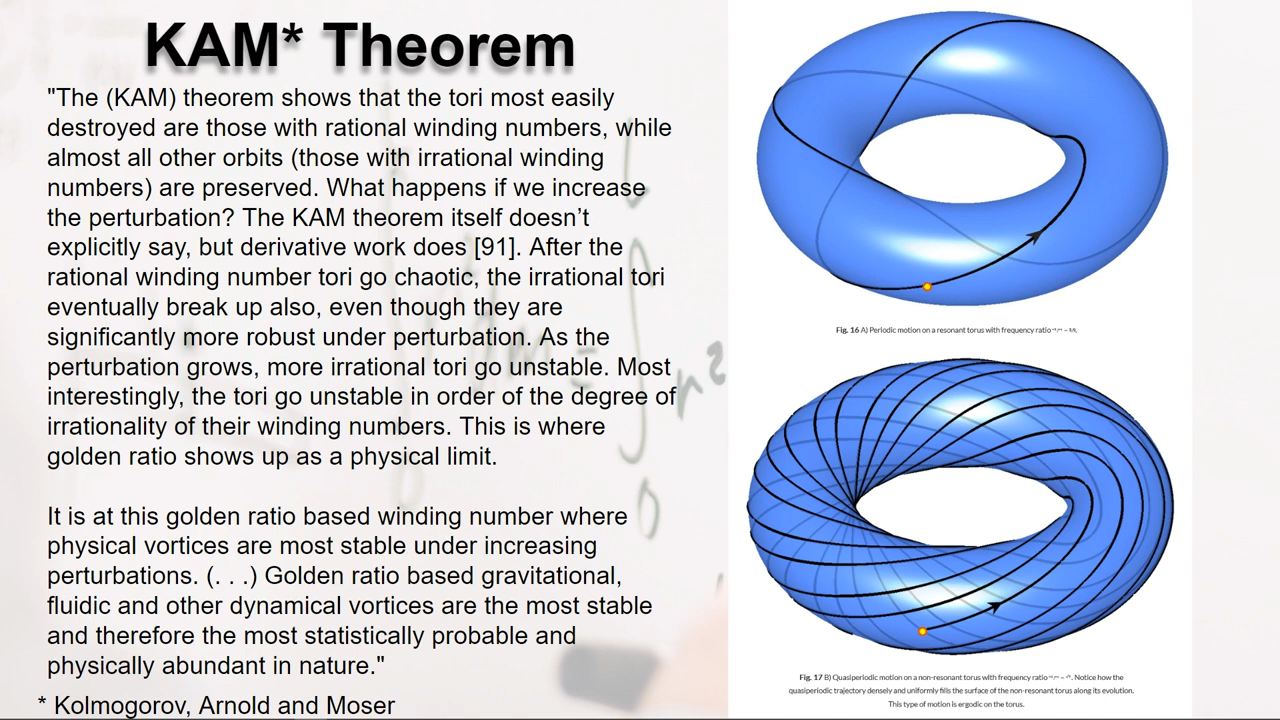 KAM* Theorem
"The (KAM) theorem shows that the tori most easily
destroyed are those with rational winding numbers, while
almost all other orbits (those with irrational winding
numbers) are preserved. What happens if we increase
the perturbation? The KAM theorem itself doesn’t
explicitly say, but derivative work does [91]. After the
rational winding number tori go chaotic, the irrational tori
eventually break up also, even though they are
significantly more robust under perturbation. As the
perturbation grows, more irrational tori go unstable. Most
interestingly, the tori go unstable in order of the degree of
irrationality of their winding numbers. This is where
golden ratio shows up as a physical limit.
It is at this golden ratio based winding number where
physical vortices are most stable under increasing
perturbations. (. . .) Golden ratio based gravitational,
fluidic and other dynamical vortices are the most stable
and therefore the most statistically probable and
physically abundant in nature."
* Kolmogorov, Arnold and Moser
Fig. 16 A) Periodic motion on a resonant torus with frequency ratio
Fig. 17 B) Quasiperiodic motion on a non-resonant torus with frequency ratio . Notice how the
quasiperiodic trajectory densely and uniformly fills the surface of the non-resonant torus along its evolution.
This type of motion is ergodic on the torus.